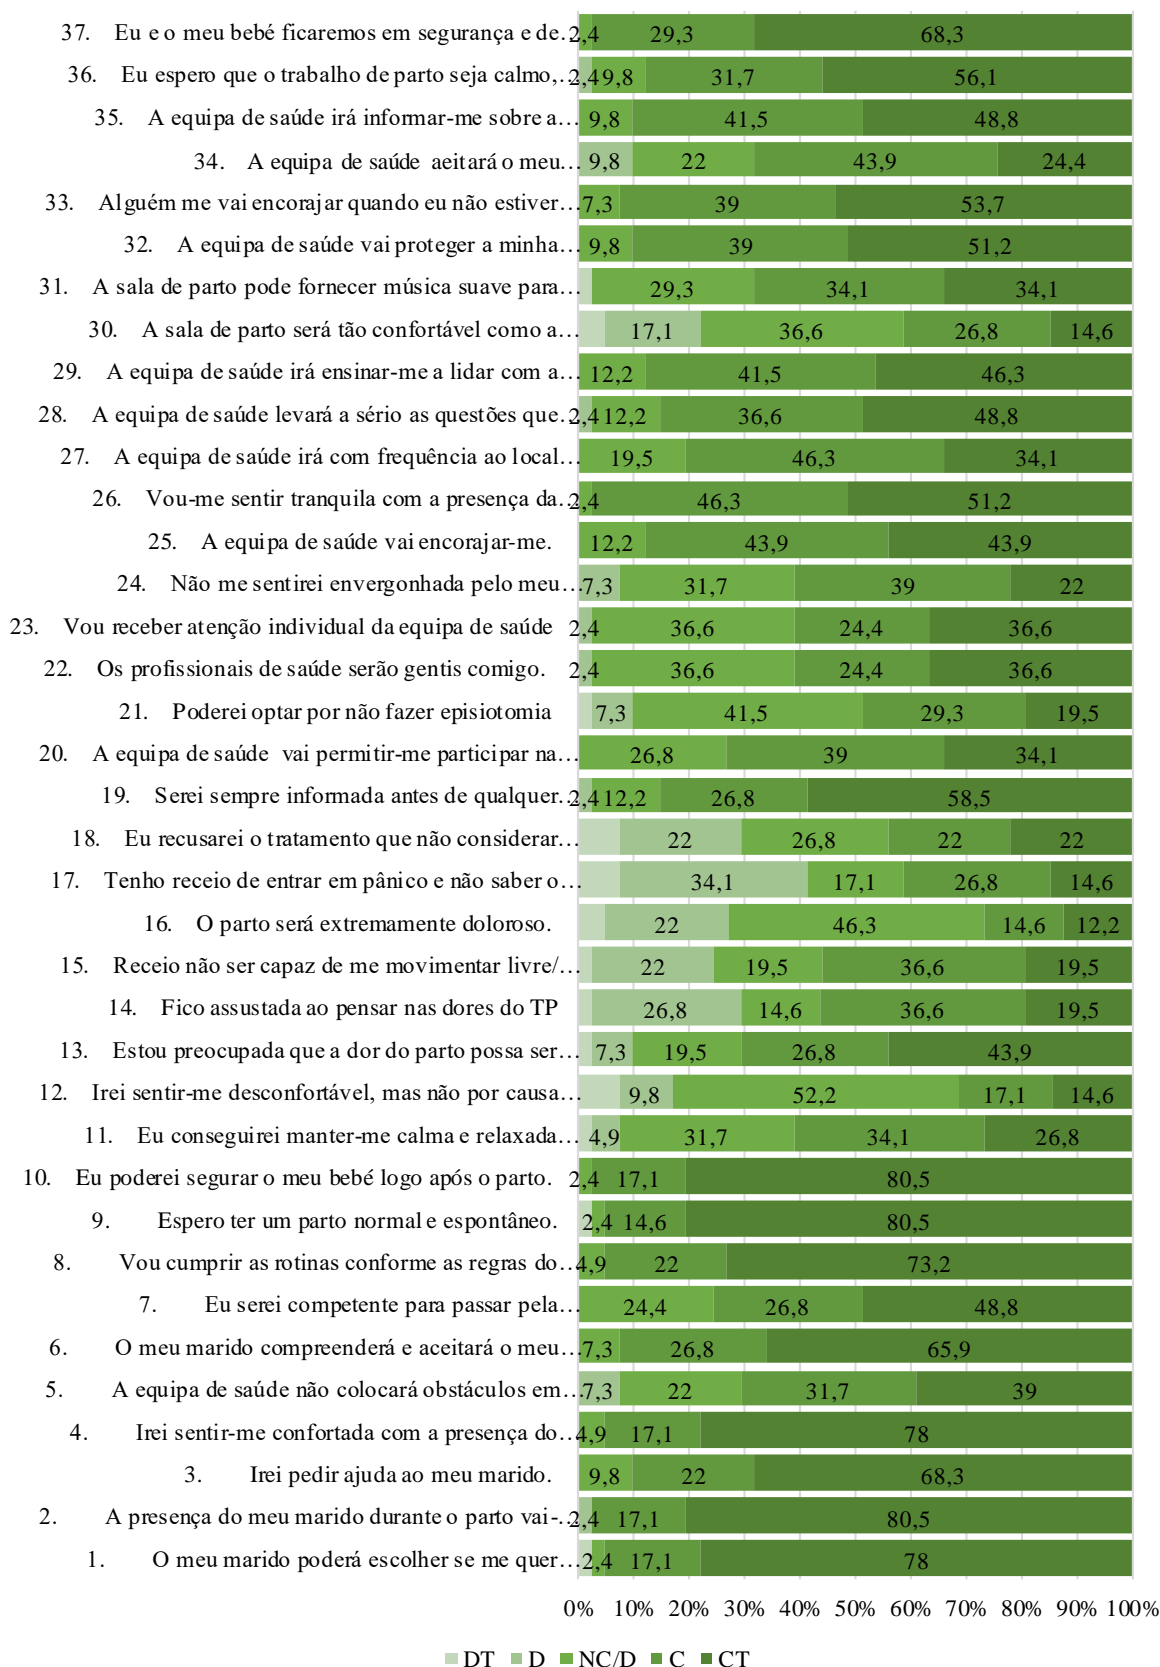 37. Eu e o meu bebé ficaremos em segurança e de… 2,4 29,3 68,3
36. Eu espero que o trabalho de parto seja calmo,… 2,4 9,8 31,7 56,1
35. A equipa de saúde irá informar-me sobre a… 9,8 41,5 48,8
34. A equipa de saúde aeitará o meu… 9,8 22 43,9 24,4
33. Alguém me vai encorajar quando eu não estiver… 7,3 39 53,7
32. A equipa de saúde vai proteger a minha… 9,8 39 51,2
31. A sala de parto pode fornecer música suave para… 29,3 34,1 34,1
30. A sala de parto será tão confortável como a… 17,1 36,6 26,8 14,6
29. A equipa de saúde irá ensinar-me a lidar com a… 12,2 41,5 46,3
28. A equipa de saúde levará a sério as questões que… 2,4 12,2 36,6 48,8
27. A equipa de saúde irá com frequência ao local… 19,5 46,3 34,1
26. Vou-me sentir tranquila com a presença da… 2,4 46,3 51,2
25. A equipa de saúde vai encorajar-me. 12,2 43,9 43,9
24. Não me sentirei envergonhada pelo meu… 7,3 31,7 39 22
23. Vou receber atenção individual da equipa de saúde 2,4 36,6 24,4 36,6
22. Os profissionais de saúde serão gentis comigo. 2,4 36,6 24,4 36,6
21. Poderei optar por não fazer episiotomia 7,3 41,5 29,3 19,5
20. A equipa de saúde vai permitir-me participar na… 26,8 39 34,1
19. Serei sempre informada antes de qualquer… 2,4 12,2 26,8 58,5
18. Eu recusarei o tratamento que não considerar… 22 26,8 22 22
17. Tenho receio de entrar em pânico e não saber o… 34,1 17,1 26,8 14,6
16. O parto será extremamente doloroso. 22 46,3 14,6 12,2
15. Receio não ser capaz de me movimentar livre/… 22 19,5 36,6 19,5
14. Fico assustada ao pensar nas dores do TP 26,8 14,6 36,6 19,5
13. Estou preocupada que a dor do parto possa ser… 7,3 19,5 26,8 43,9
12. Irei sentir-me desconfortável, mas não por causa… 9,8 52,2 17,1 14,6
11. Eu conseguirei manter-me calma e relaxada… 4,9 31,7 34,1 26,8
10. Eu poderei segurar o meu bebé logo após o parto. 2,4 17,1 80,5
9. Espero ter um parto normal e espontâneo. 2,4 14,6 80,5
8. Vou cumprir as rotinas conforme as regras do… 4,9 22 73,2
7. Eu serei competente para passar pela… 24,4 26,8 48,8
6. O meu marido compreenderá e aceitará o meu… 7,3 26,8 65,9
5. A equipa de saúde não colocará obstáculos em… 7,3 22 31,7 39
4. Irei sentir-me confortada com a presença do… 4,9 17,1 78
3. Irei pedir ajuda ao meu marido. 9,8 22 68,3
2. A presença do meu marido durante o parto vai-… 2,4 17,1 80,5
1. O meu marido poderá escolher se me quer… 2,4 17,1 78
0% 10% 20% 30% 40% 50% 60% 70% 80% 90% 100%
DT D NC/D C CT